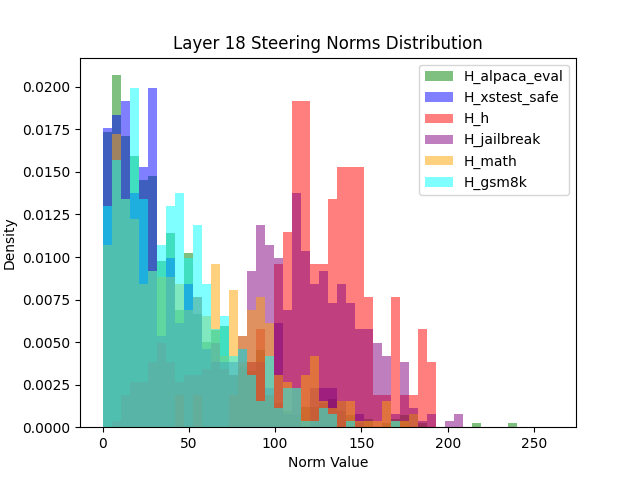 Layer 18 Steering Norms Distribution
H_alpaca_eval
H_xstest_safe
H_h
H_jailbreak
H_math
H_gsm8k
Density
0.0200
0.0175
0.0150
0.0125
0.0100
0.0075
0.0050
0.0025
0.0000
0 50 100 150 200 250
Norm Value